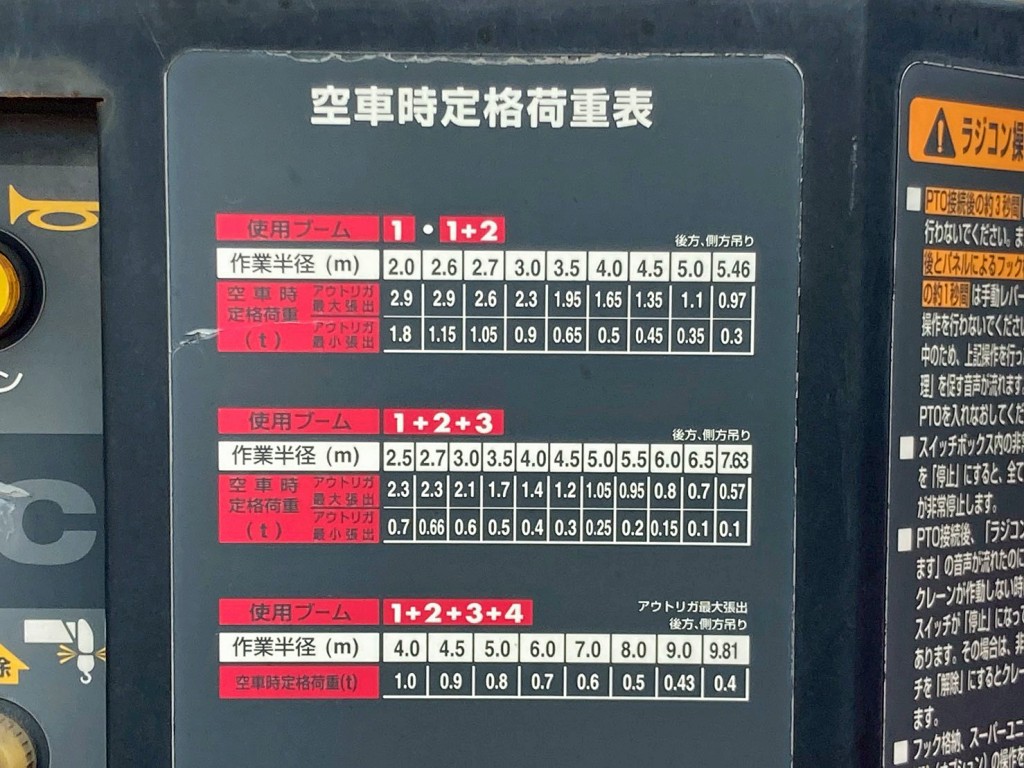 空車時定格荷重表
使用ブーム 1・1+2
後方、側方吊り
作業半径 (m) 2.0 2.6 2.7 3.0 3.5 4.0 4.5 5.0 5.46
空車時定格荷重(t) アウトリガ最大張出 2.9 2.9 2.6 2.3 1.95 1.65 1.35 1.1 0.97
アウトリガ最小張出 1.8 1.15 1.05 0.9 0.65 0.5 0.45 0.35 0.3
使用ブーム 1+2+3
後方、側方吊り
作業半径 (m) 2.5 2.7 3.0 3.5 4.0 4.5 5.0 5.5 6.0 6.5 7.63
空車時定格荷重(t) アウトリガ最大張出 2.3 2.3 2.1 1.7 1.4 1.2 1.05 0.95 0.8 0.7 0.57
アウトリガ最小張出 0.7 0.66 0.6 0.5 0.4 0.3 0.25 0.2 0.15 0.1 0.1
使用ブーム 1+2+3+4
アウトリガ最大張出
後方、側方吊り
作業半径 (m) 4.0 4.5 5.0 6.0 7.0 8.0 9.0 9.81
空車時定格荷重(t) 1.0 0.9 0.8 0.7 0.6 0.5 0.43 0.4
ン
C
除
ラジコン操
PTO接続後の約3秒間
行わないでください。ま
後とパネルによるフック
の約1秒間は手動レバー
操作を行わないでください
中のため、上記操作を行っ
理」を促す音声が流れます
PTOを入れなおしてくだ
スイッチボックス内の非
を「停止」にすると、全て
が非常停止します。
PTO接続後、「ラジコン
ます」の音声が流れたのに
クレーンが作動しない時
スイッチが「停止」になって
あります。その場合は、非
チを「解除」にするとクレー
ます。
フック格納、スーパーユニ